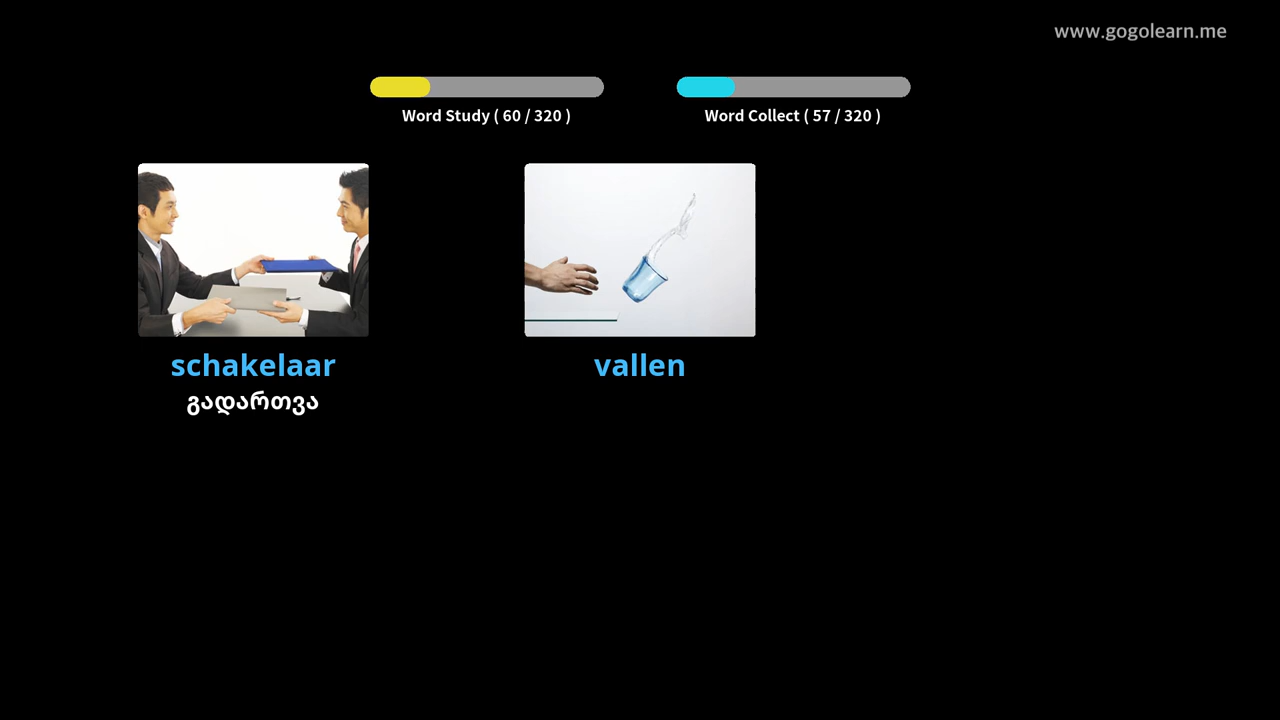 www.gogolearn.me
Word Study ( 60 / 320 )
Word Collect ( 57 / 320 )
schakelaar
vallen
გადართვა